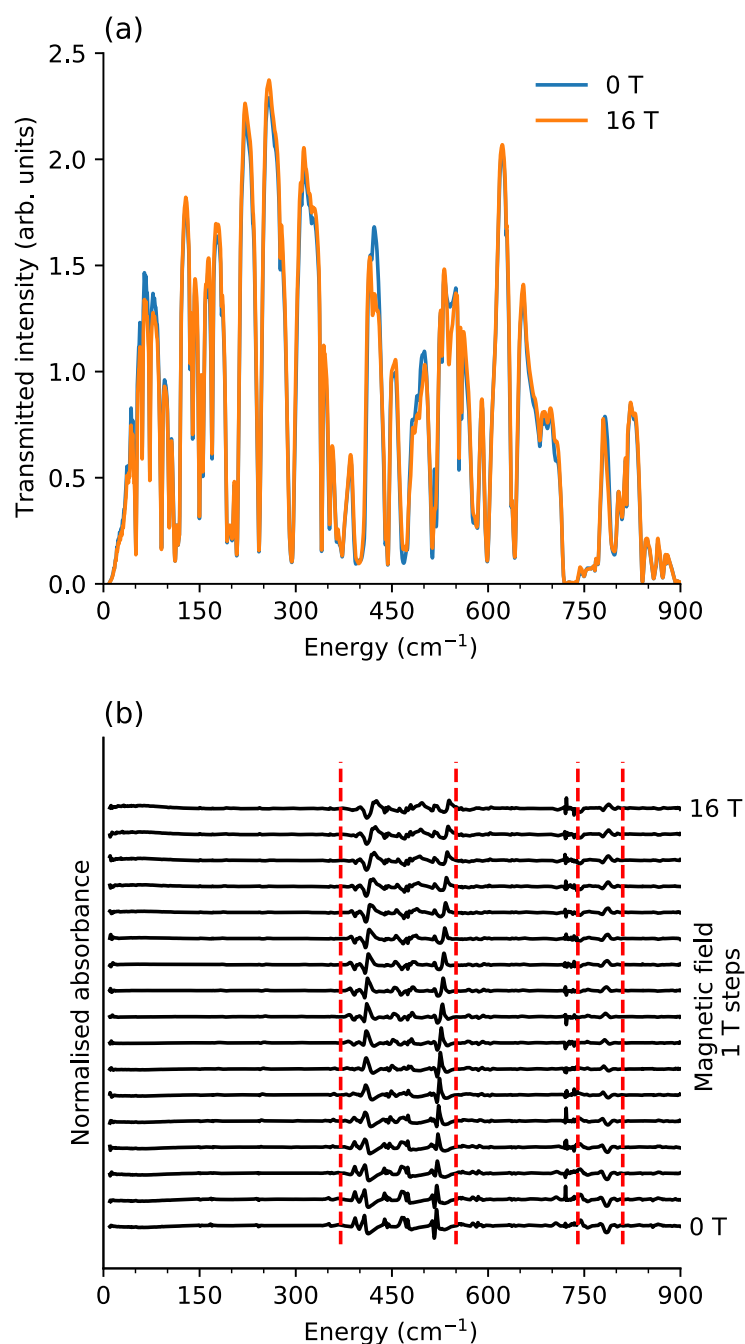 (a)
Transmitted intensity (arb. units)
2.5
2.0
1.5
1.0
0.5
0.0
0 T
16 T
0 150 300 450 600 750 900
Energy (cm⁻¹)
(b)
Normalised absorbance
16 T
Magnetic field
1 T steps
0 T
0 150 300 450 600 750 900
Energy (cm⁻¹)